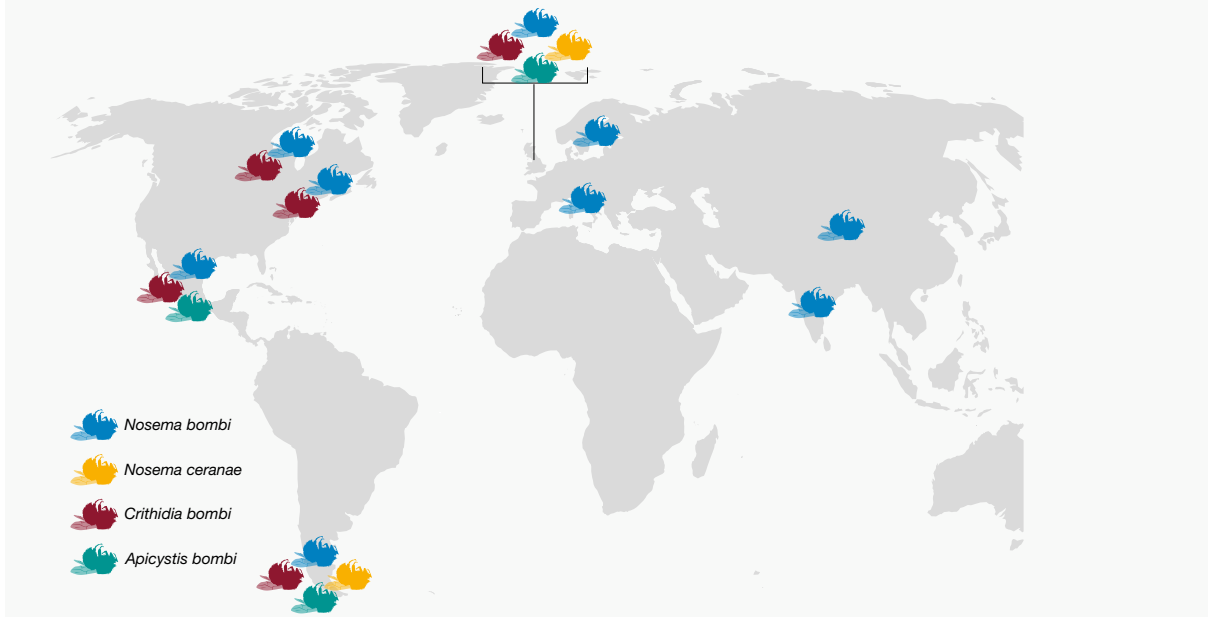 Nosema bombi
Nosema ceranae
Crithidia bombi
Apicystis bombi